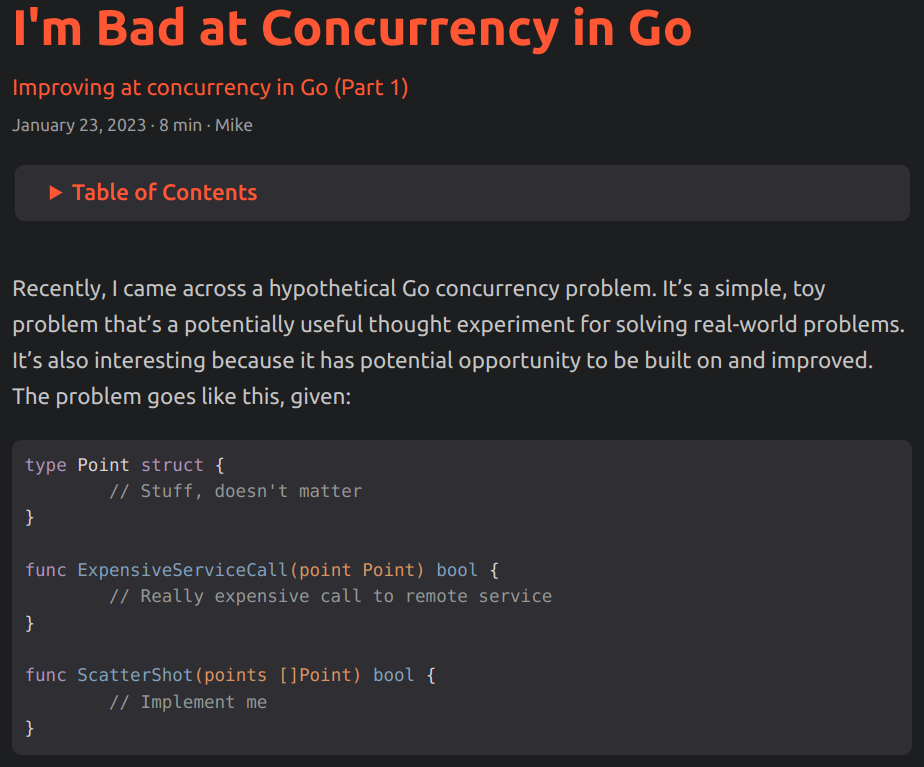 I'm Bad at Concurrency in Go
Improving at concurrency in Go (Part 1)
January 23, 2023 · 8 min · Mike
▶ Table of Contents
Recently, I came across a hypothetical Go concurrency problem. It’s a simple, toy
problem that’s a potentially useful thought experiment for solving real-world problems.
It’s also interesting because it has potential opportunity to be built on and improved.
The problem goes like this, given:
type Point struct {
        // Stuff, doesn't matter
}
func ExpensiveServiceCall(point Point) bool {
        // Really expensive call to remote service
}
func ScatterShot(points []Point) bool {
        // Implement me
}